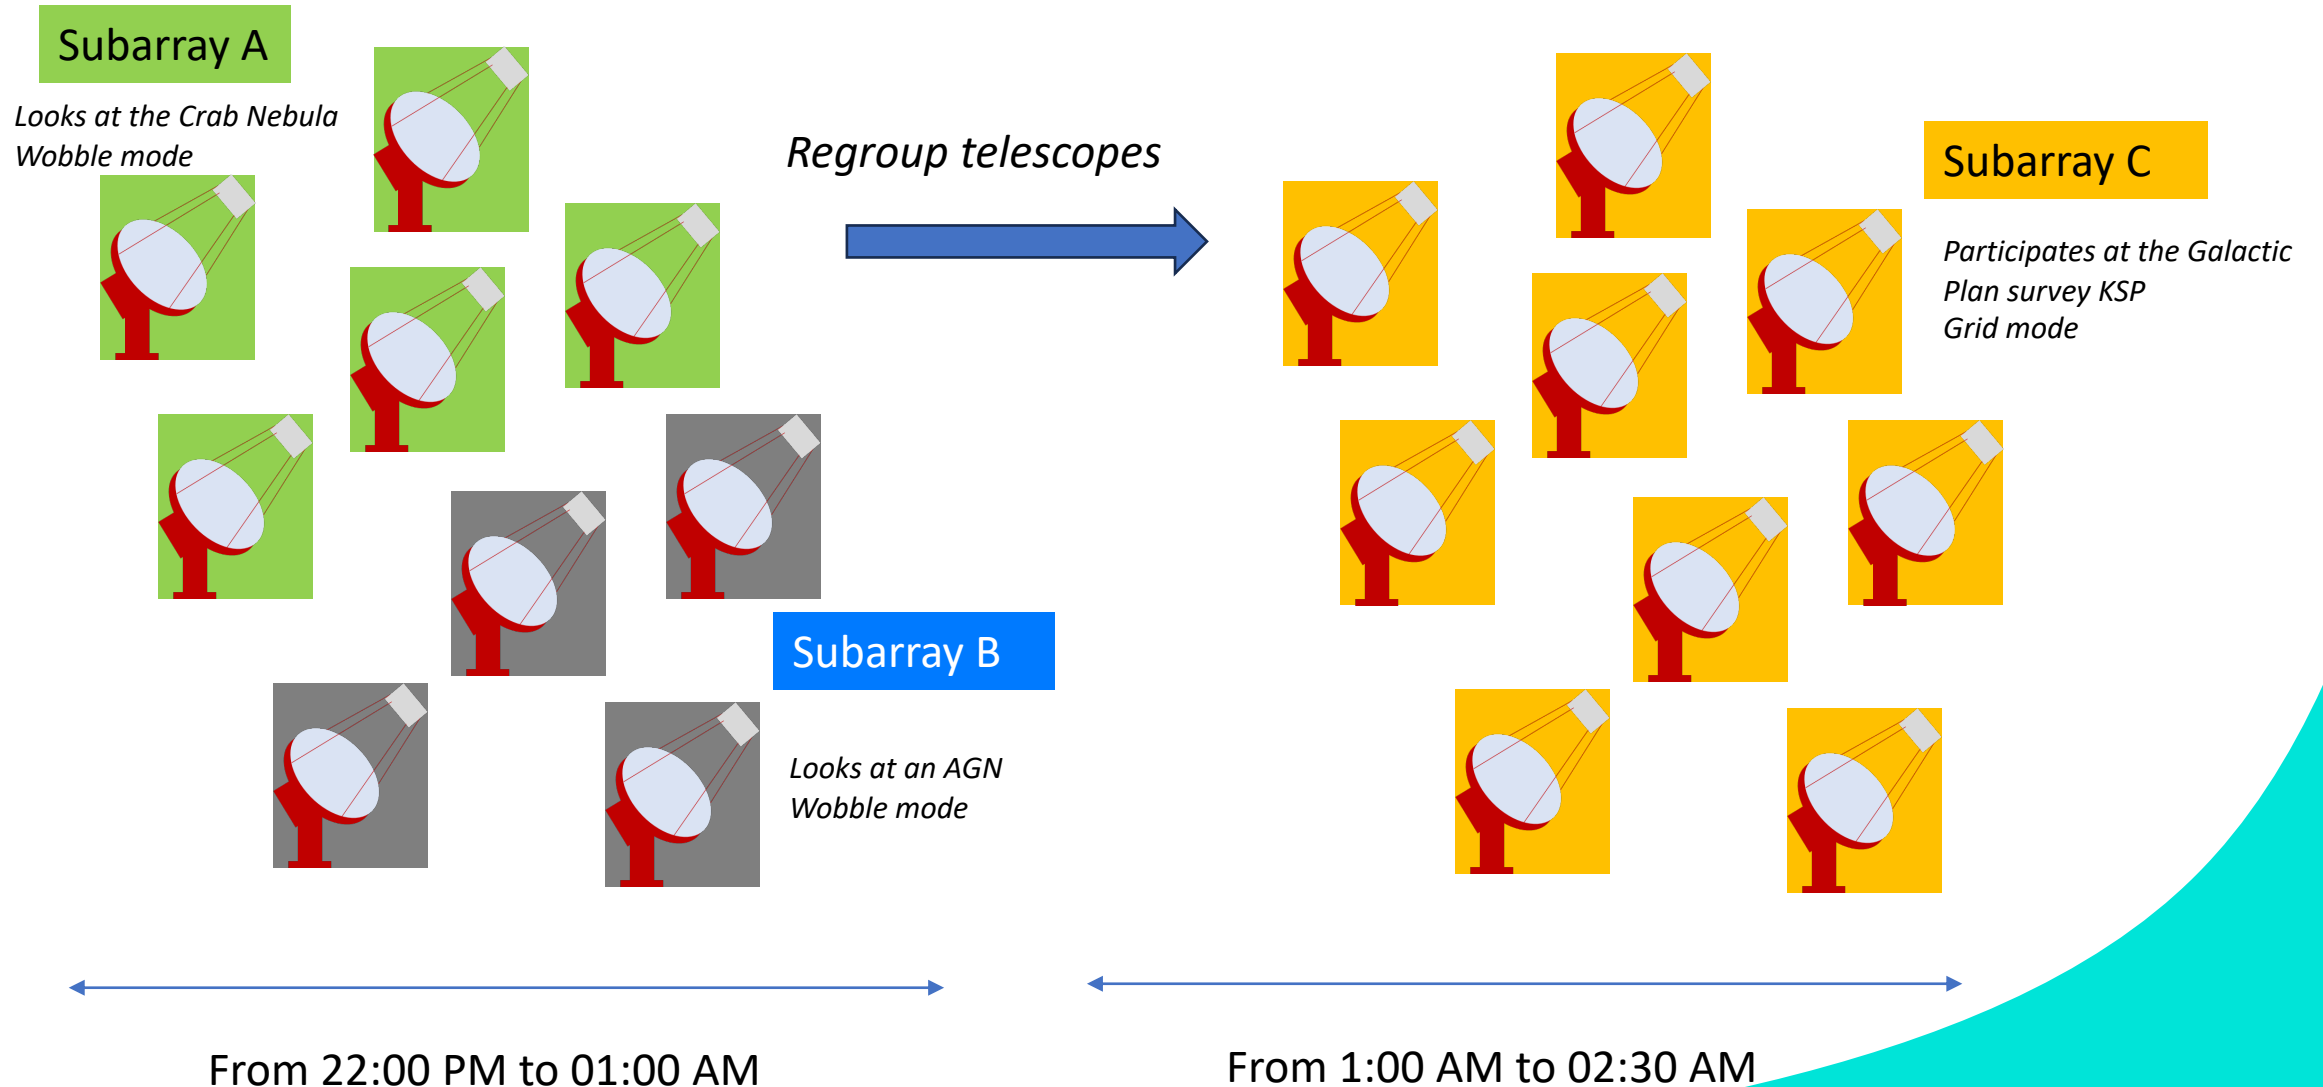 Subarray A
Looks at the Crab Nebula
Wobble mode
Regroup telescopes
Subarray C
Participates at the Galactic
Plan survey KSP
Grid mode
Subarray B
Looks at an AGN
Wobble mode
From 22:00 PM to 01:00 AM
From 1:00 AM to 02:30 AM